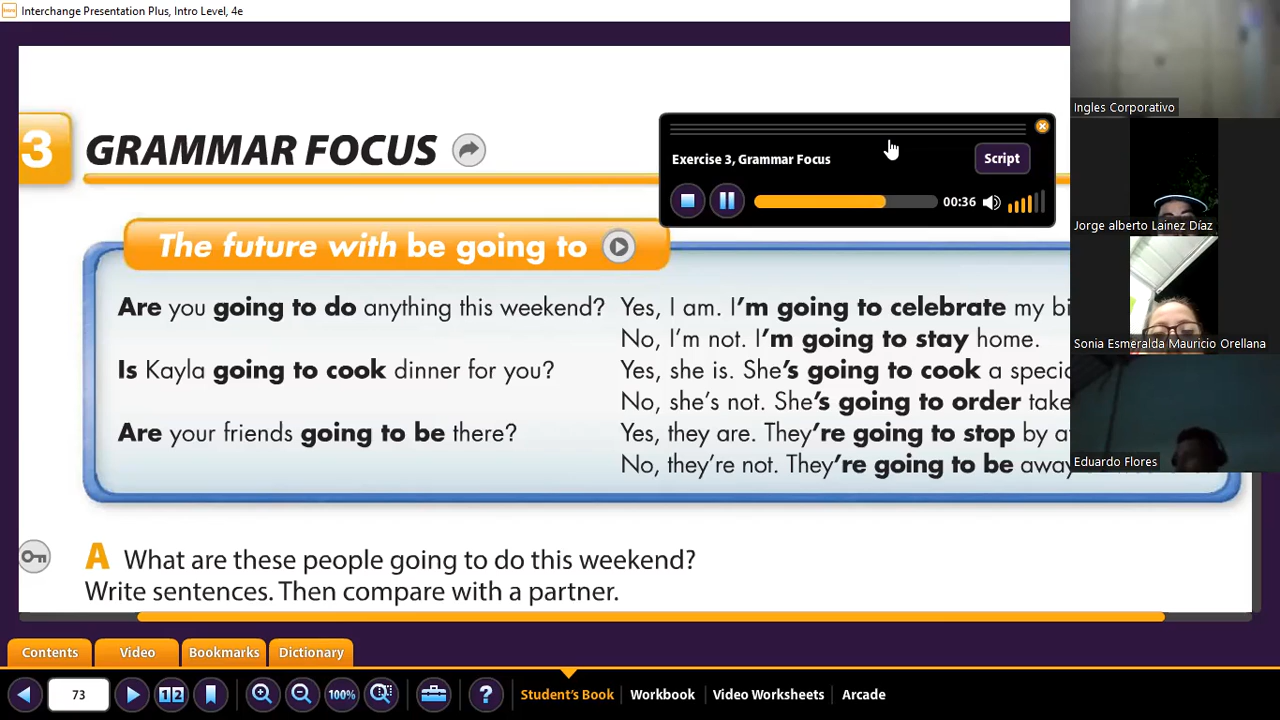 Interchange Presentation Plus, Intro Level, 4e
3 GRAMMAR FOCUS
Exercise 3, Grammar Focus
Script
00:36
The future with be going to
Are you going to do anything this weekend? Yes, I am. I'm going to celebrate my
No, I'm not. I'm going to stay home.
Is Kayla going to cook dinner for you? Yes, she is. She's going to cook a
No, she's not. She's going to order
Are your friends going to be there? Yes, they are. They're going to stop by
No, they're not. They're going to be away
A What are these people going to do this weekend?
Write sentences. Then compare with a partner.
Ingles Corporativo
Jorge alberto Lainez Díaz
Sonia Esmeralda Mauricio Orellana
Eduardo Flores
Contents Video Bookmarks Dictionary
73 1 2 100% ? Student's Book Workbook Video Worksheets Arcade